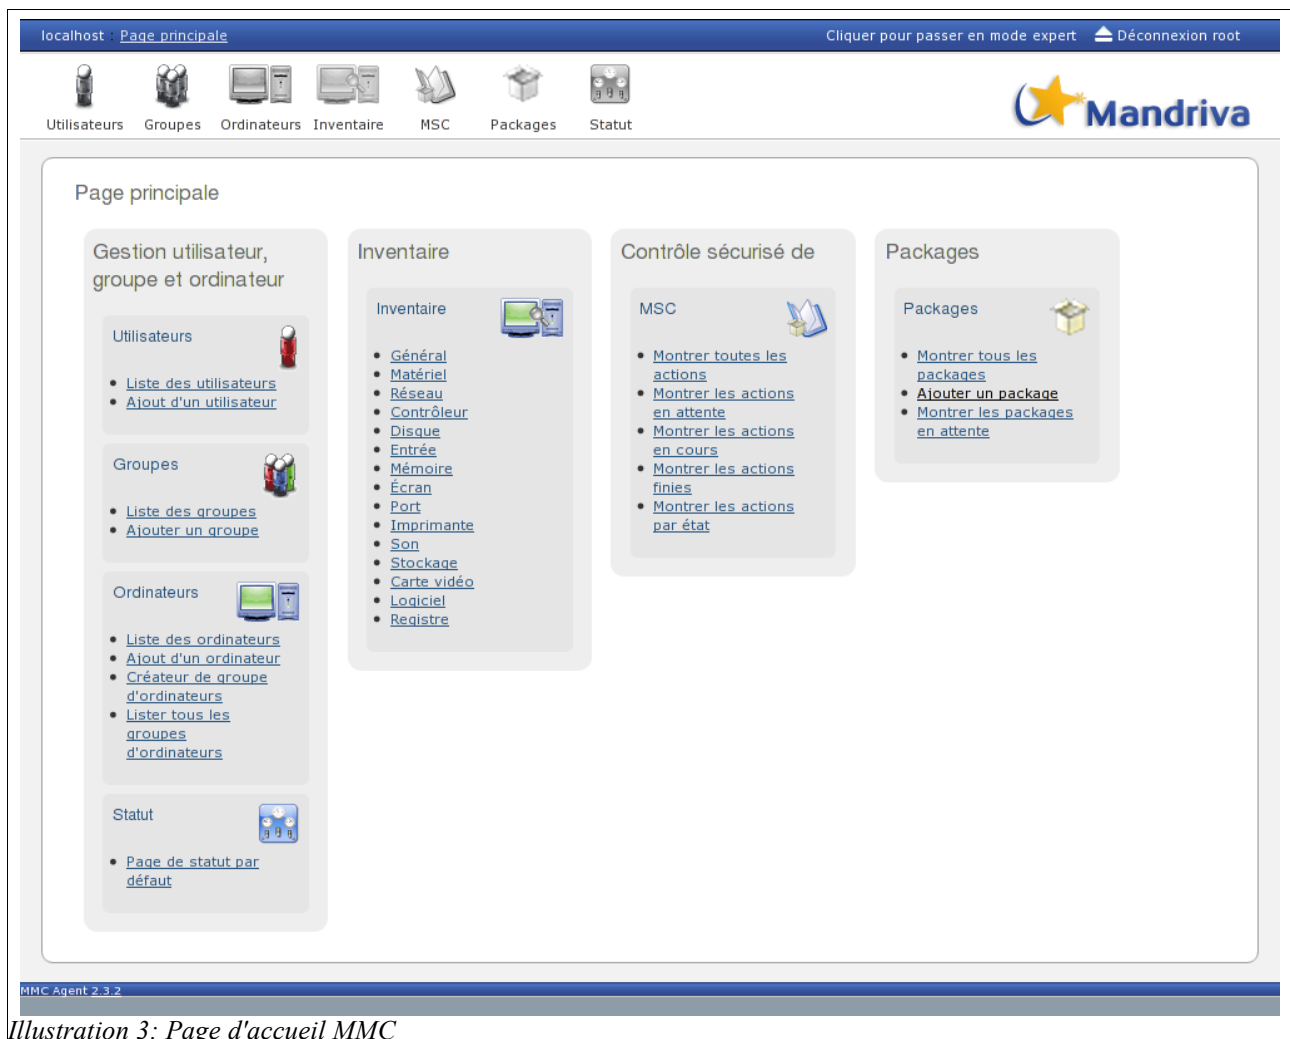 localhost : Page principale
Cliquer pour passer en mode expert
Déconnexion root
Utilisateurs
Groupes
Ordinateurs
Inventaire
MSC
Packages
Statut
Mandriva
Page principale
Gestion utilisateur,
groupe et ordinateur
Utilisateurs
Liste des utilisateurs
Ajout d'un utilisateur
Groupes
Liste des groupes
Ajouter un groupe
Ordinateurs
Liste des ordinateurs
Ajout d'un ordinateur
Créateur de groupe
d'ordinateurs
Lister tous les
groupes
d'ordinateurs
Statut
Page de statut par
défaut
Inventaire
Inventaire
Général
Matériel
Réseau
Contrôleur
Disque
Entrée
Mémoire
Écran
Port
Imprimante
Son
Stockage
Carte vidéo
Logiciel
Registre
Contrôle sécurisé de
MSC
Montrer toutes les
actions
Montrer les actions
en attente
Montrer les actions
en cours
Montrer les actions
finies
Montrer les actions
par état
Packages
Packages
Montrer tous les
packages
Ajouter un package
Montrer les packages
en attente
MMC Agent 2.3.2
Illustration 3: Page d'accueil MMC